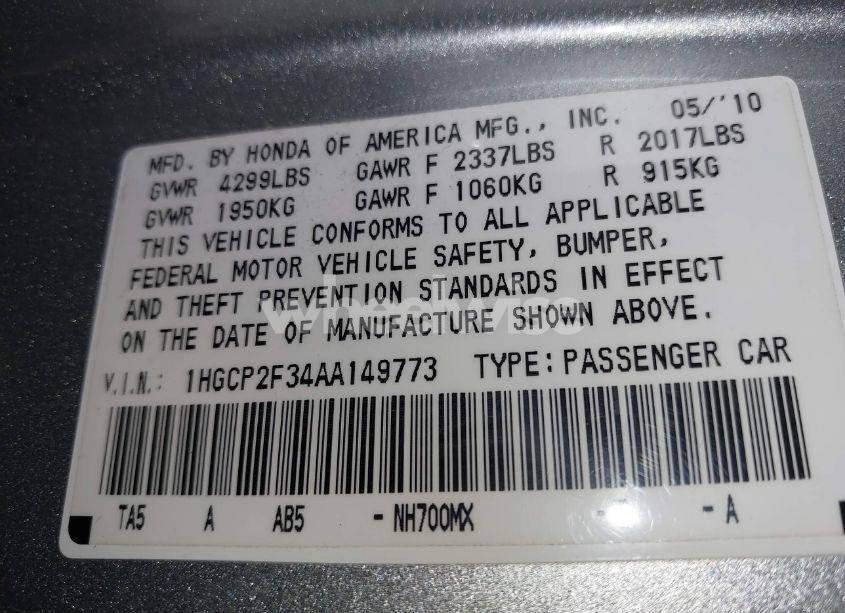 MFD. BY HONDA OF AMERICA MFG., INC. 05/'10
GVWR 4299LBS GAWR F 2337LBS R 2017LBS
GVWR 1950KG GAWR F 1060KG R 915KG
THIS VEHICLE CONFORMS TO ALL APPLICABLE
FEDERAL MOTOR VEHICLE SAFETY, BUMPER,
AND THEFT PREVENTION STANDARDS IN EFFECT
ON THE DATE OF MANUFACTURE SHOWN ABOVE.
V.I.N.: 1HGCP2F34AA149773 TYPE:PASSENGER CAR
TA5 A AB5 -NH700MX - - -A